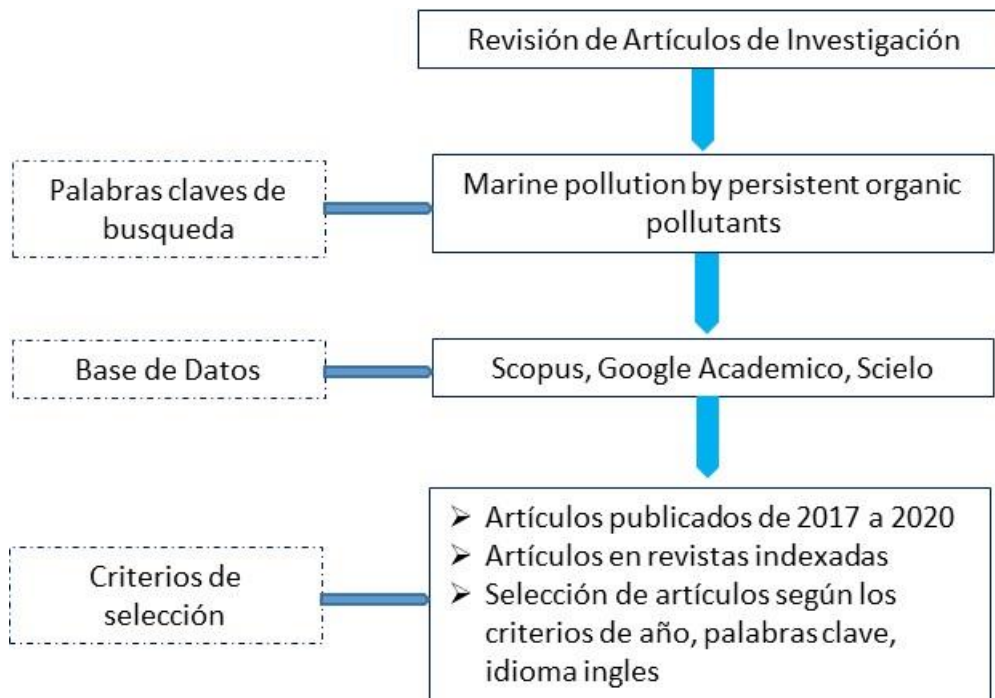 Revisión de Artículos de Investigación
Palabras claves de
busqueda
Marine pollution by persistent organic
pollutants
Base de Datos
Scopus, Google Academico, Scielo
Criterios de
selección
➢ Artículos publicados de 2017 a 2020
➢ Artículos en revistas indexadas
➢ Selección de artículos según los
criterios de año, palabras clave,
idioma ingles